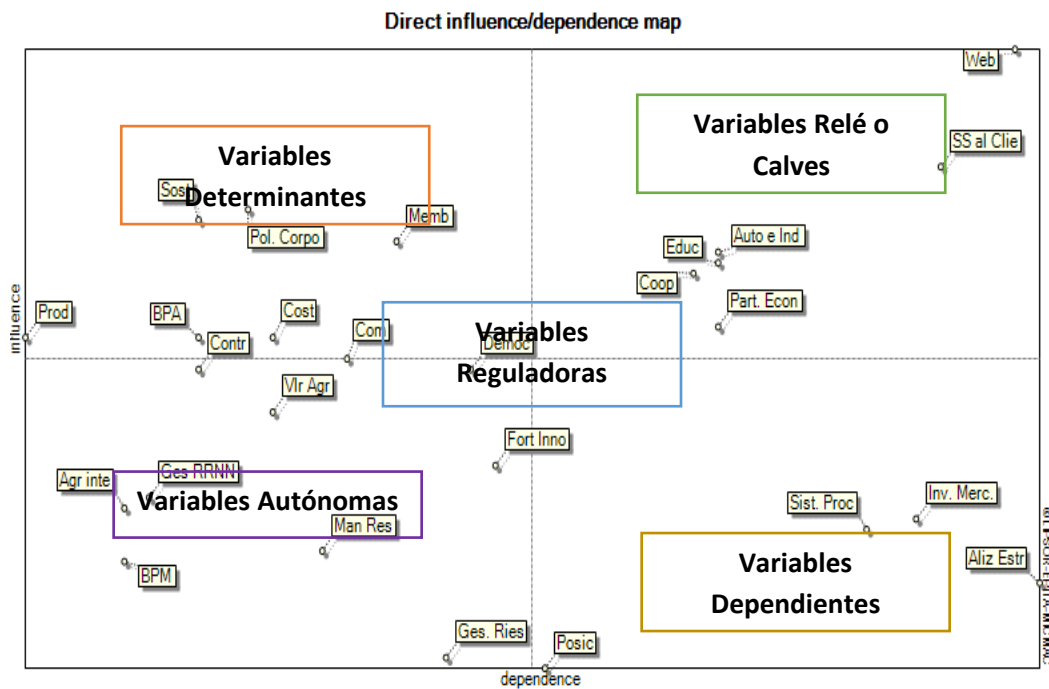 Direct influence/dependence map
Web
Variables Relé o
Calves
SS al Clie
Variables
Determinantes
Sost
Pol. Corpo
Memb
Auto e Ind
Educ
Coop
Part. Econ
Prod
BPA
Cost
Contr
Com
Variables
Democ
Reguladoras
influence
Vlr Agr
Fort Inno
Agr inte
Ges RRNN
Variables Autónomas
Man Res
BPM
Sist. Proc
Inv. Merc.
Aliz Estr
Variables
Dependientes
Ges. Ries
Posic
dependence